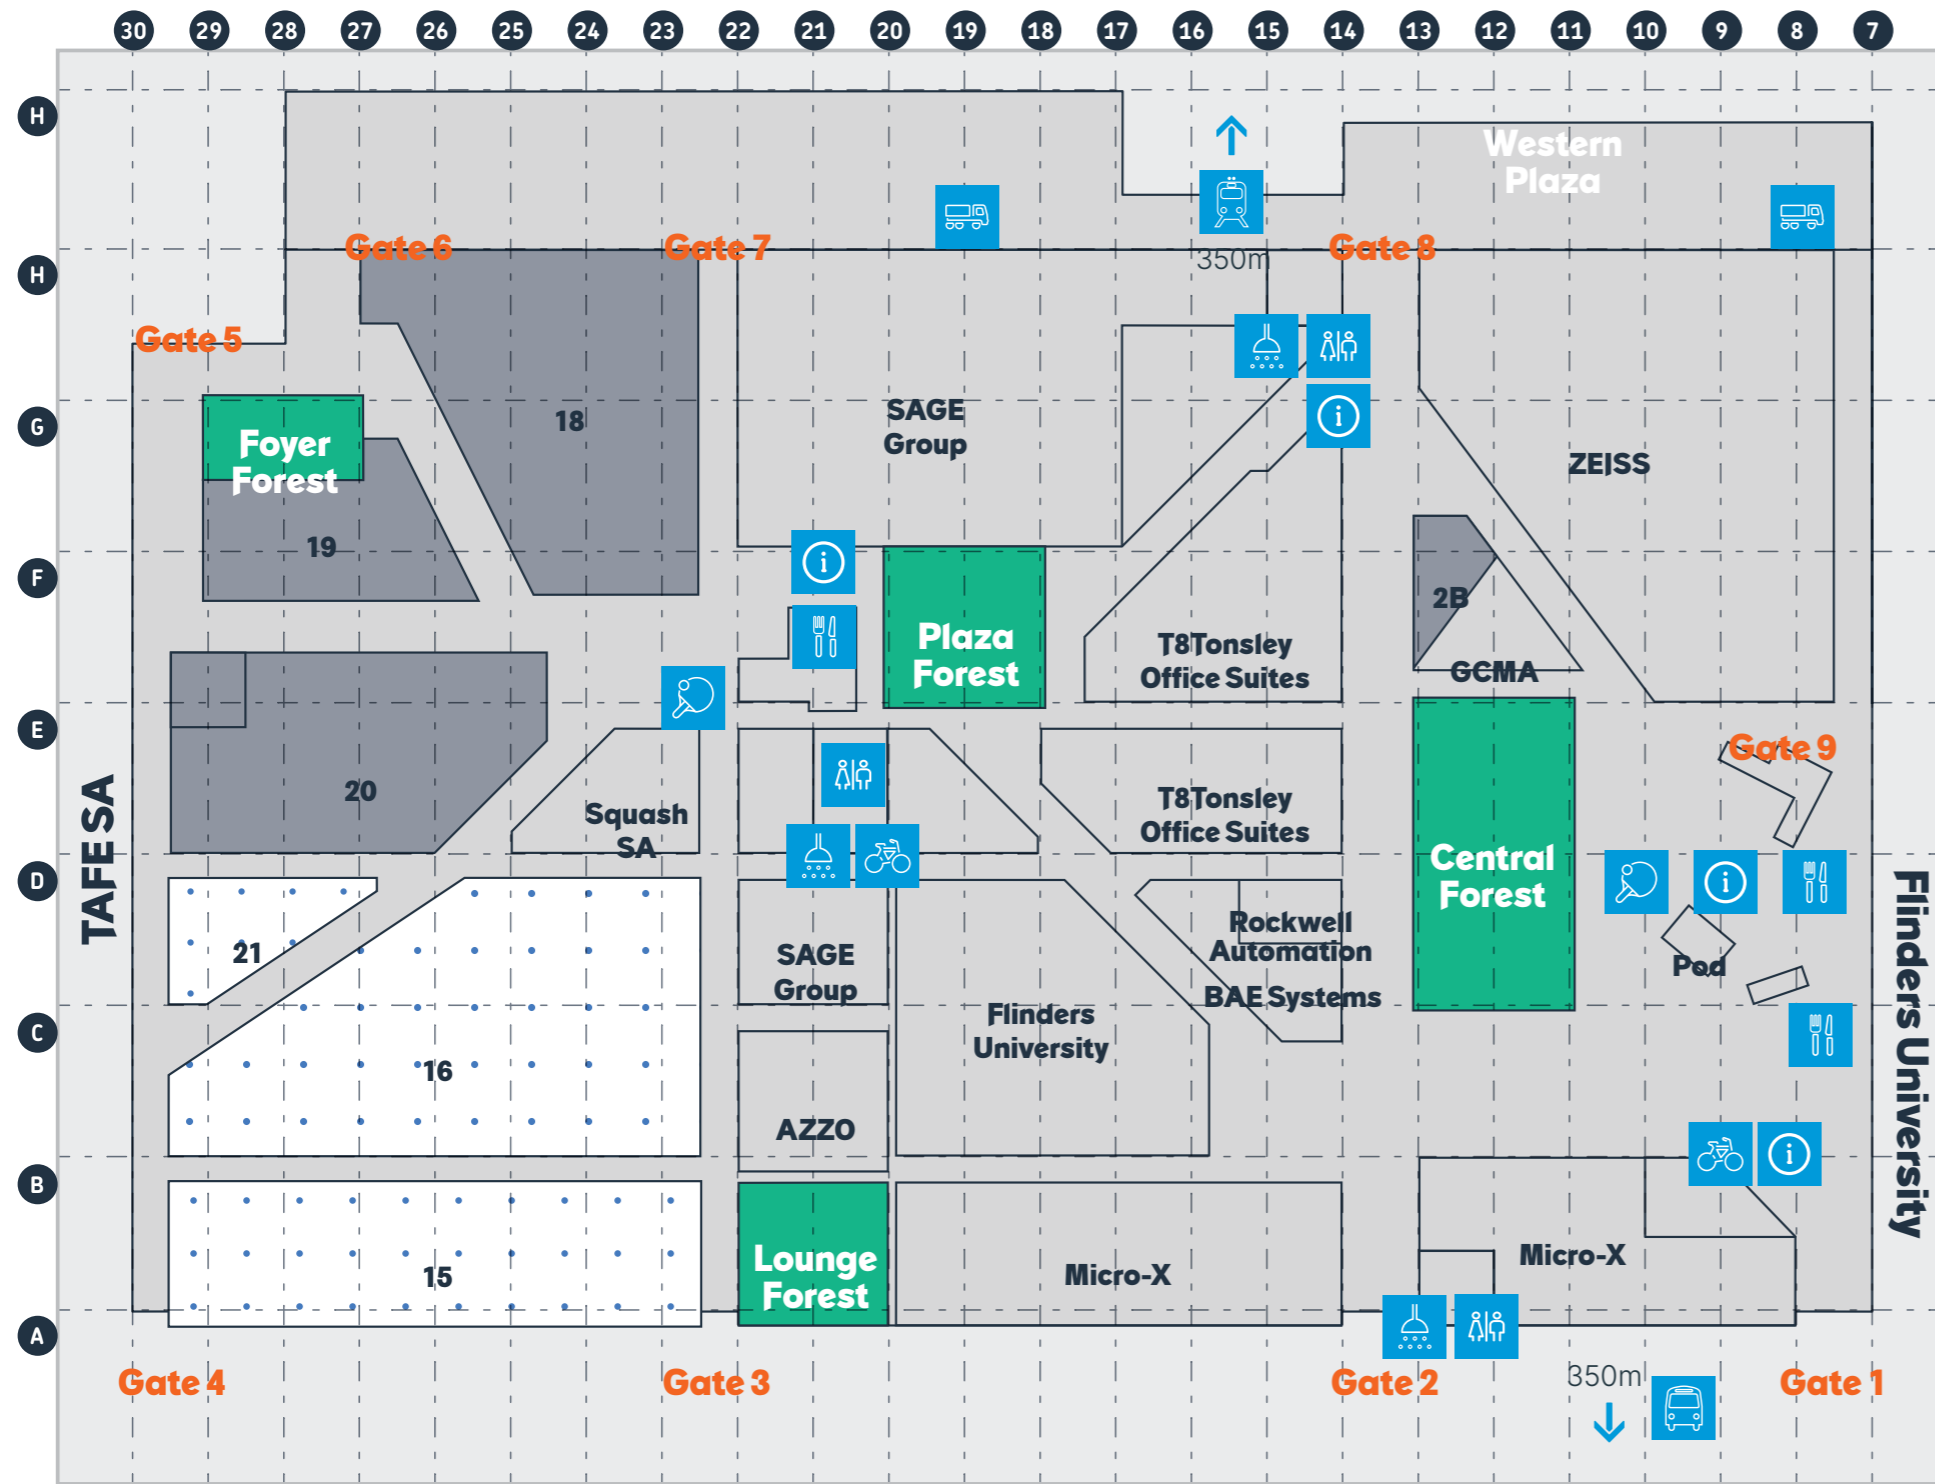 30 29 28 27 26 25 24 23 22 21 20 19 18 17 16 15 14 13 12 11 10 9 8 7
H
Western
Plaza
Gate 6
Gate 7
350m
Gate 8
H
Gate 5
G
Foyer
Forest
18
SAGE
Group
i
ZEISS
19
F
i
2B
Plaza
Forest
T8Tonsley
Office Suites
GCMA
E
Gate 9
20
Squash
SA
T8Tonsley
Office Suites
TAFE SA
Central
Forest
D
i
Flinders University
21
SAGE
Group
Rockwell
Automation
BAE Systems
Pod
C
16
Flinders
University
AZZO
i
B
15
Lounge
Forest
Micro-X
Micro-X
A
Gate 4
Gate 3
Gate 2
350m
Gate 1